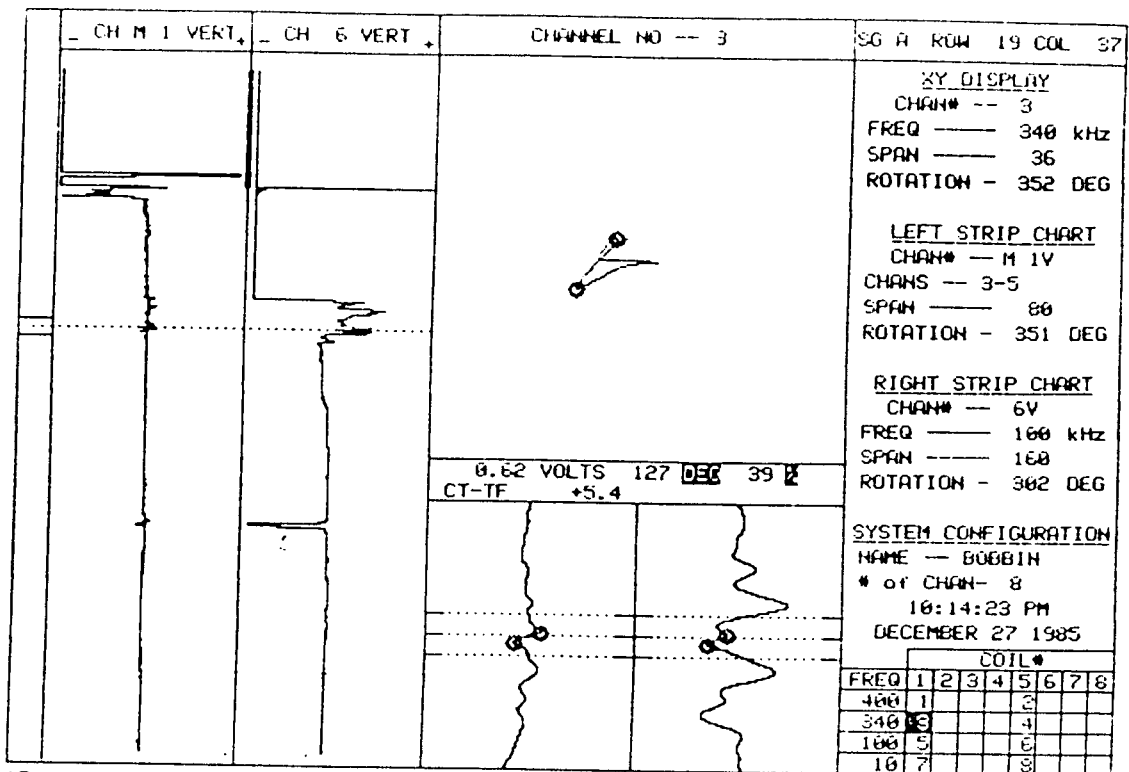 _ CH M 1 VERT +
_ CH 6 VERT +
CHANNEL NO -- 3
SG A ROW 19 COL 37
XY DISPLAY
CHAN# -- 3
FREQ ---- 340 kHz
SPAN ---- 36
ROTATION - 352 DEG
LEFT STRIP CHART
CHAN# -- M 1V
CHANS -- 3-5
SPAN ---- 80
ROTATION - 351 DEG
RIGHT STRIP CHART
CHAN# -- 6V
FREQ ---- 100 kHz
SPAN ---- 160
ROTATION - 302 DEG
0.62 VOLTS 127 DEG 39 %
CT-TF +5.4
SYSTEM CONFIGURATION
NAME -- BOBBIN
# of CHAN- 8
10:14:23 PM
DECEMBER 27 1985
COIL#
FREQ 1 2 3 4 5 6 7 8
400 1 2
340 3 4
100 5 6
10 7 8